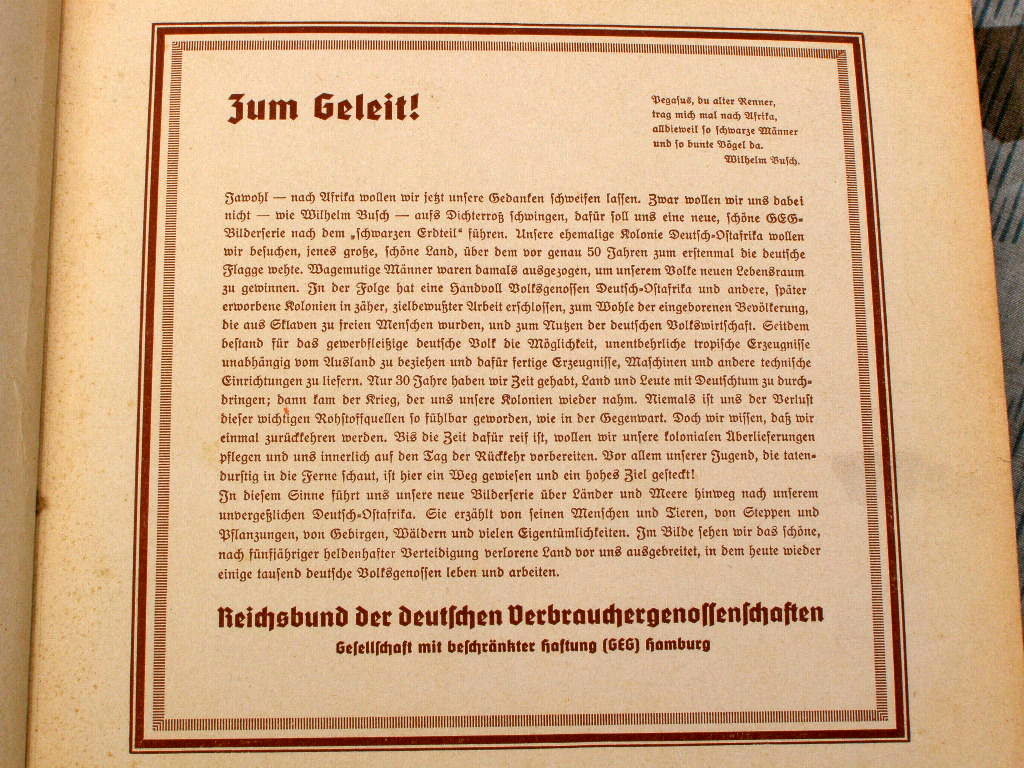 Zum Geleit!
Pegasus, du alter Renner,
trag mich mal nach Afrika,
alldieweil so schwarze Männer
und so bunte Vögel da.
Wilhelm Busch.
Jawohl — nach Afrika wollen wir jetzt unsere Gedanken schweifen lassen. Zwar wollen wir uns dabei
nicht — wie Wilhelm Busch — aufs Dichterroß schwingen, dafür soll uns eine neue, schöne GEG-
Bilderserie nach dem „schwarzen Erdteil“ führen. Unsere ehemalige Kolonie Deutsch-Ostafrika wollen
wir besuchen, jenes große, schöne Land, über dem vor genau 50 Jahren zum erstenmal die deutsche
Flagge wehte. Wagemutige Männer waren damals ausgezogen, um unserem Volke neuen Lebensraum
zu gewinnen. In der Folge hat eine Handvoll Volksgenossen Deutsch-Ostafrika und andere, später
erworbene Kolonien in zäher, zielbewußter Arbeit erschlossen, zum Wohle der eingeborenen Bevölkerung,
die aus Sklaven zu freien Menschen wurden, und zum Nutzen der deutschen Volkswirtschaft. Seitdem
bestand für das gewerbfleißige deutsche Volk die Möglichkeit, unentbehrliche tropische Erzeugnisse
unabhängig vom Ausland zu beziehen und dafür fertige Erzeugnisse, Maschinen und andere technische
Einrichtungen zu liefern. Nur 30 Jahre haben wir Zeit gehabt, Land und Leute mit Deutschtum zu durch-
dringen; dann kam der Krieg, der uns unsere Kolonien wieder nahm. Niemals ist uns der Verlust
dieser wichtigen Rohstoffquellen so fühlbar geworden, wie in der Gegenwart. Doch wir wissen, daß wir
einmal zurückkehren werden. Bis die Zeit dafür reif ist, wollen wir unsere kolonialen Überlieferungen
pflegen und uns innerlich auf den Tag der Rückkehr vorbereiten. Vor allem unserer Jugend, die taten-
durstig in die Ferne schaut, ist hier ein Weg gewiesen und ein hohes Ziel gesteckt!
In diesem Sinne führt uns unsere neue Bilderserie über Länder und Meere hinweg nach unserem
unvergeßlichen Deutsch-Ostafrika. Sie erzählt von seinen Menschen und Tieren, von Steppen und
Pflanzungen, von Gebirgen, Wäldern und vielen Eigentümlichkeiten. Im Bilde sehen wir das schöne,
nach fünfjähriger heldenhafter Verteidigung verlorene Land vor uns ausgebreitet, in dem heute wieder
einige tausend deutsche Volksgenossen leben und arbeiten.
Reichsbund der deutschen Verbrauchergenossenschaften
Gesellschaft mit beschränkter Haftung (GEG) Hamburg